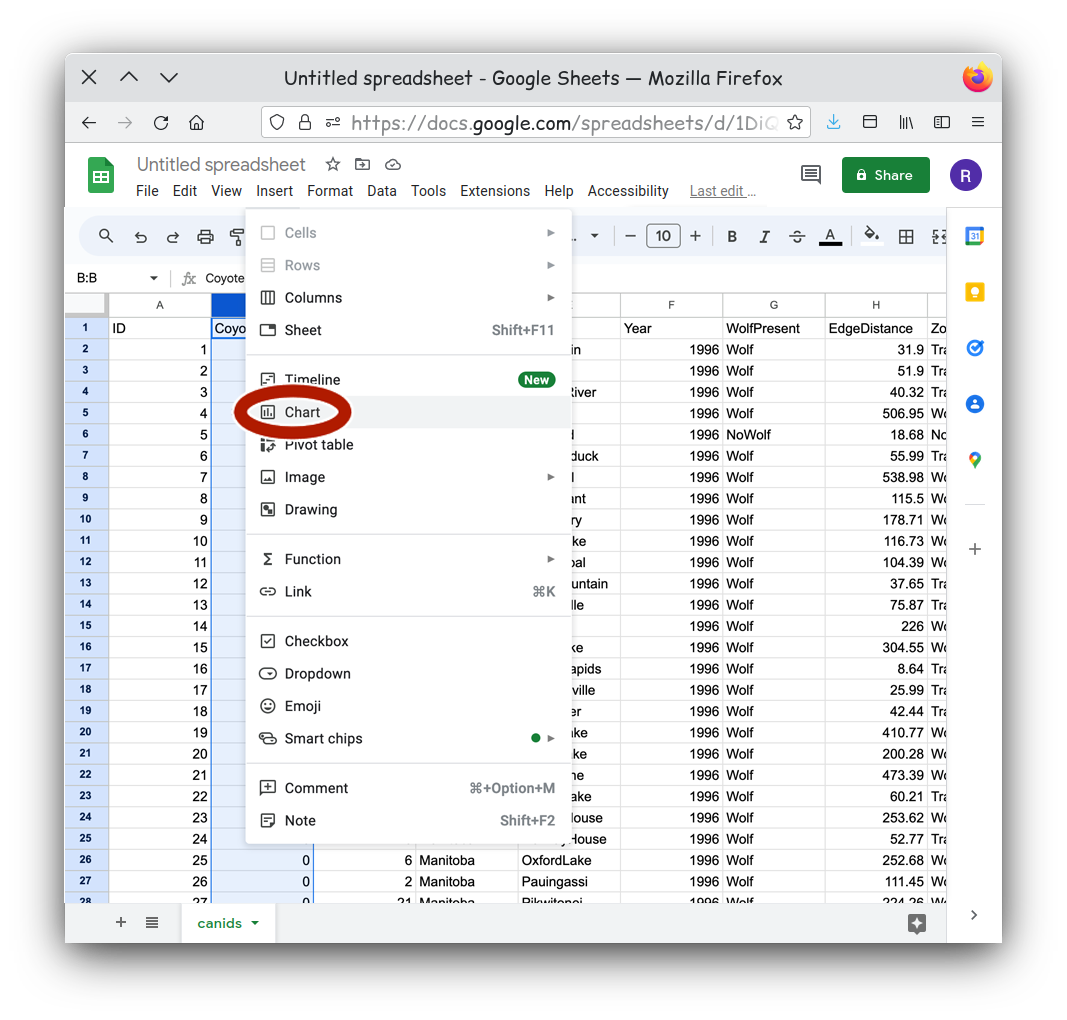 Untitled spreadsheet - Google Sheets — Mozilla Firefox
https://docs.google.com/spreadsheets/d/1DiQ
Untitled spreadsheet
File Edit View Insert Format Data Tools Extensions Help Accessibility Last edit ...
Share
R
10 B I A
31
B:B fx Coyote
A F G H
1 ID Coyo Year WolfPresent EdgeDistance Zo
2 1 in 1996 Wolf 31.9 Tra
3 2 1996 Wolf 51.9 Tra
4 3 River 1996 Wolf 40.32 Tra
5 4 1996 Wolf 506.95 Wo
6 5 1996 NoWolf 18.68 No
7 6 duck 1996 Wolf 55.99 Tra
8 7 1996 Wolf 538.98 Wo
9 8 ant 1996 Wolf 115.5 Wo
10 9 ry 1996 Wolf 178.71 Wo
11 10 ke 1996 Wolf 116.73 Wo
12 11 bal 1996 Wolf 104.39 Wo
13 12 untain 1996 Wolf 37.65 Tra
14 13 lle 1996 Wolf 75.87 Tra
15 14 1996 Wolf 226 Wo
16 15 ke 1996 Wolf 304.55 Wo
17 16 apids 1996 Wolf 8.64 Tra
18 17 ville 1996 Wolf 25.99 Tra
19 18 er 1996 Wolf 42.44 Tra
20 19 ke 1996 Wolf 410.77 Wo
21 20 ke 1996 Wolf 200.28 Wo
22 21 ne 1996 Wolf 473.39 Wo
23 22 ake 1996 Wolf 60.21 Tra
24 23 House 1996 Wolf 253.62 Wo
25 24 House 1996 Wolf 52.77 Tra
26 25 0 6 Manitoba OxfordLake 1996 Wolf 252.68 Wo
27 26 0 2 Manitoba Pauingassi 1996 Wolf 111.45 Wo
28 27 0 21 Manitoba Pikwitonei 1996 Wolf 224.26 Wo
Cells
Rows
Columns
Sheet Shift+F11
Timeline New
Chart
Pivot table
Image
Drawing
Function
Link ⌘K
Checkbox
Dropdown
Emoji
Smart chips
Comment ⌘+Option+M
Note Shift+F2
canids